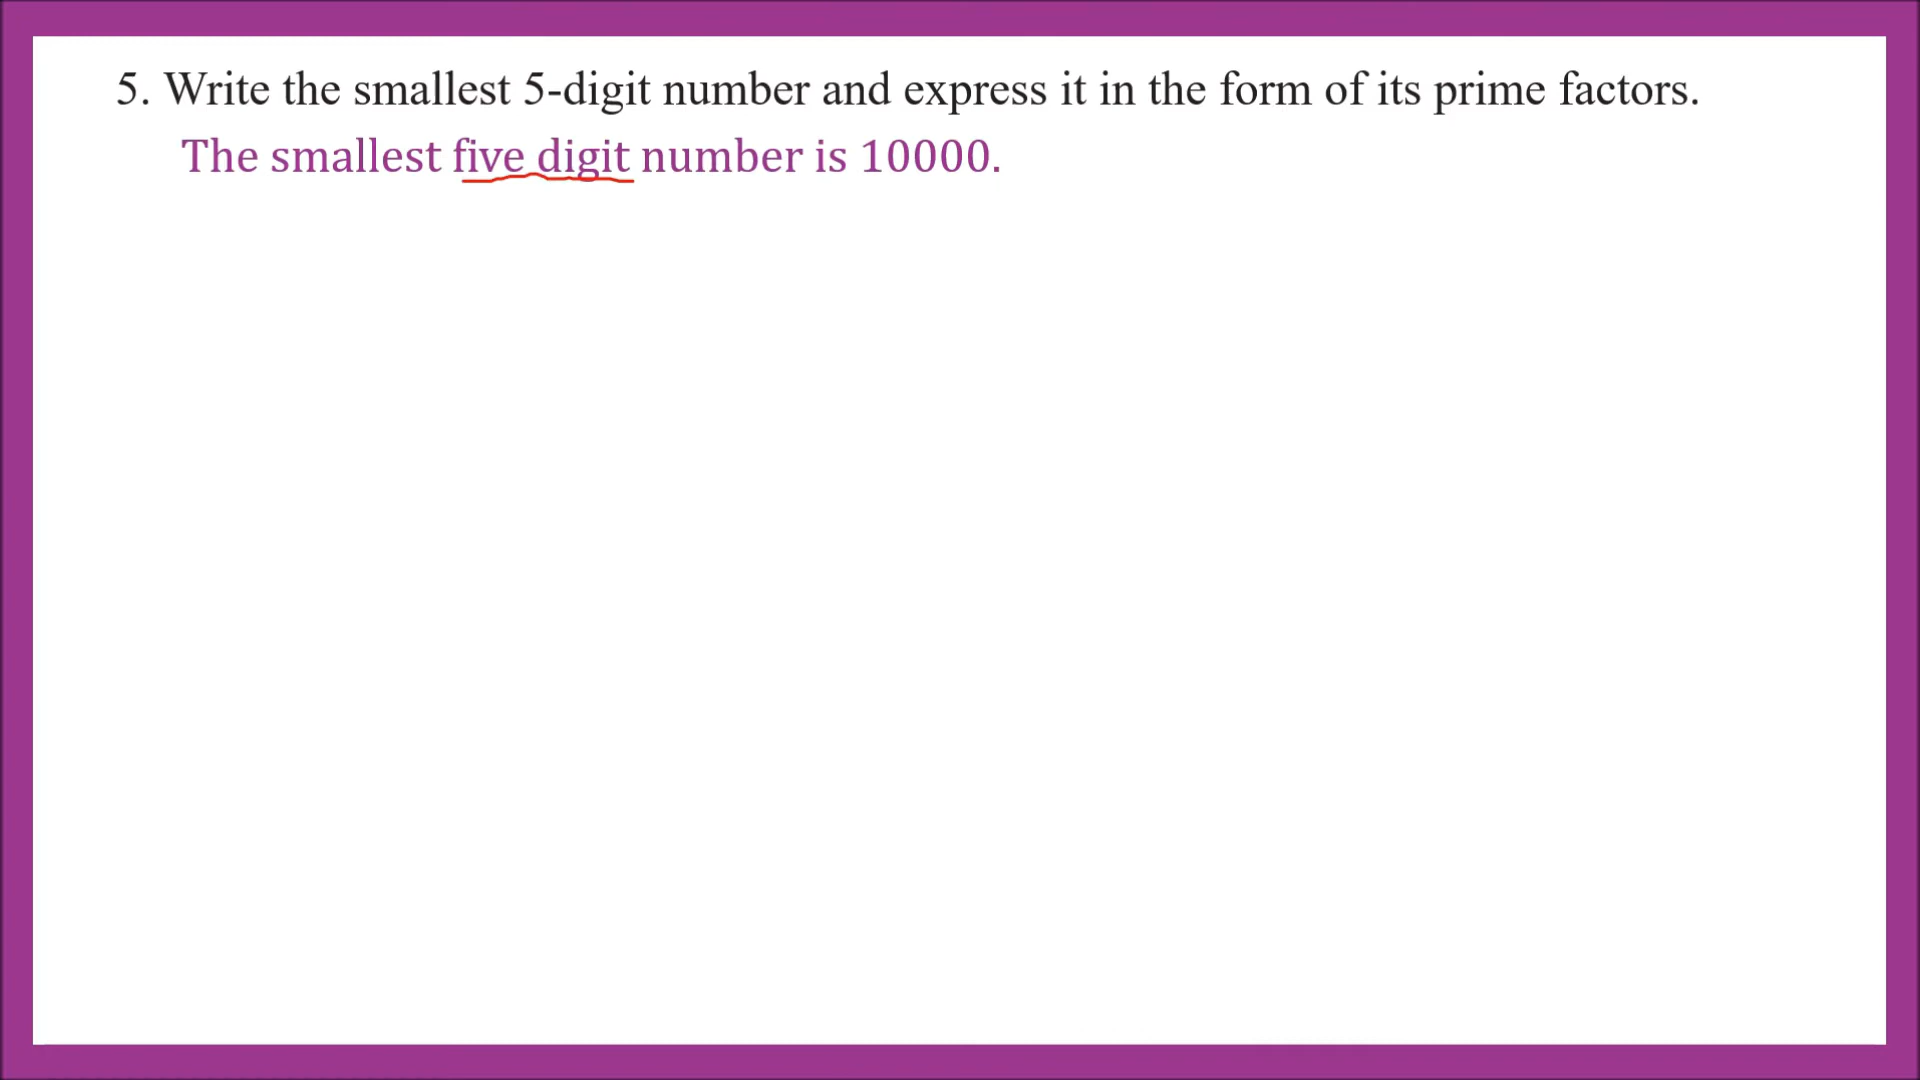 5. Write the smallest 5-digit number and express it in the form of its prime factors.
The smallest five digit number is 10000.